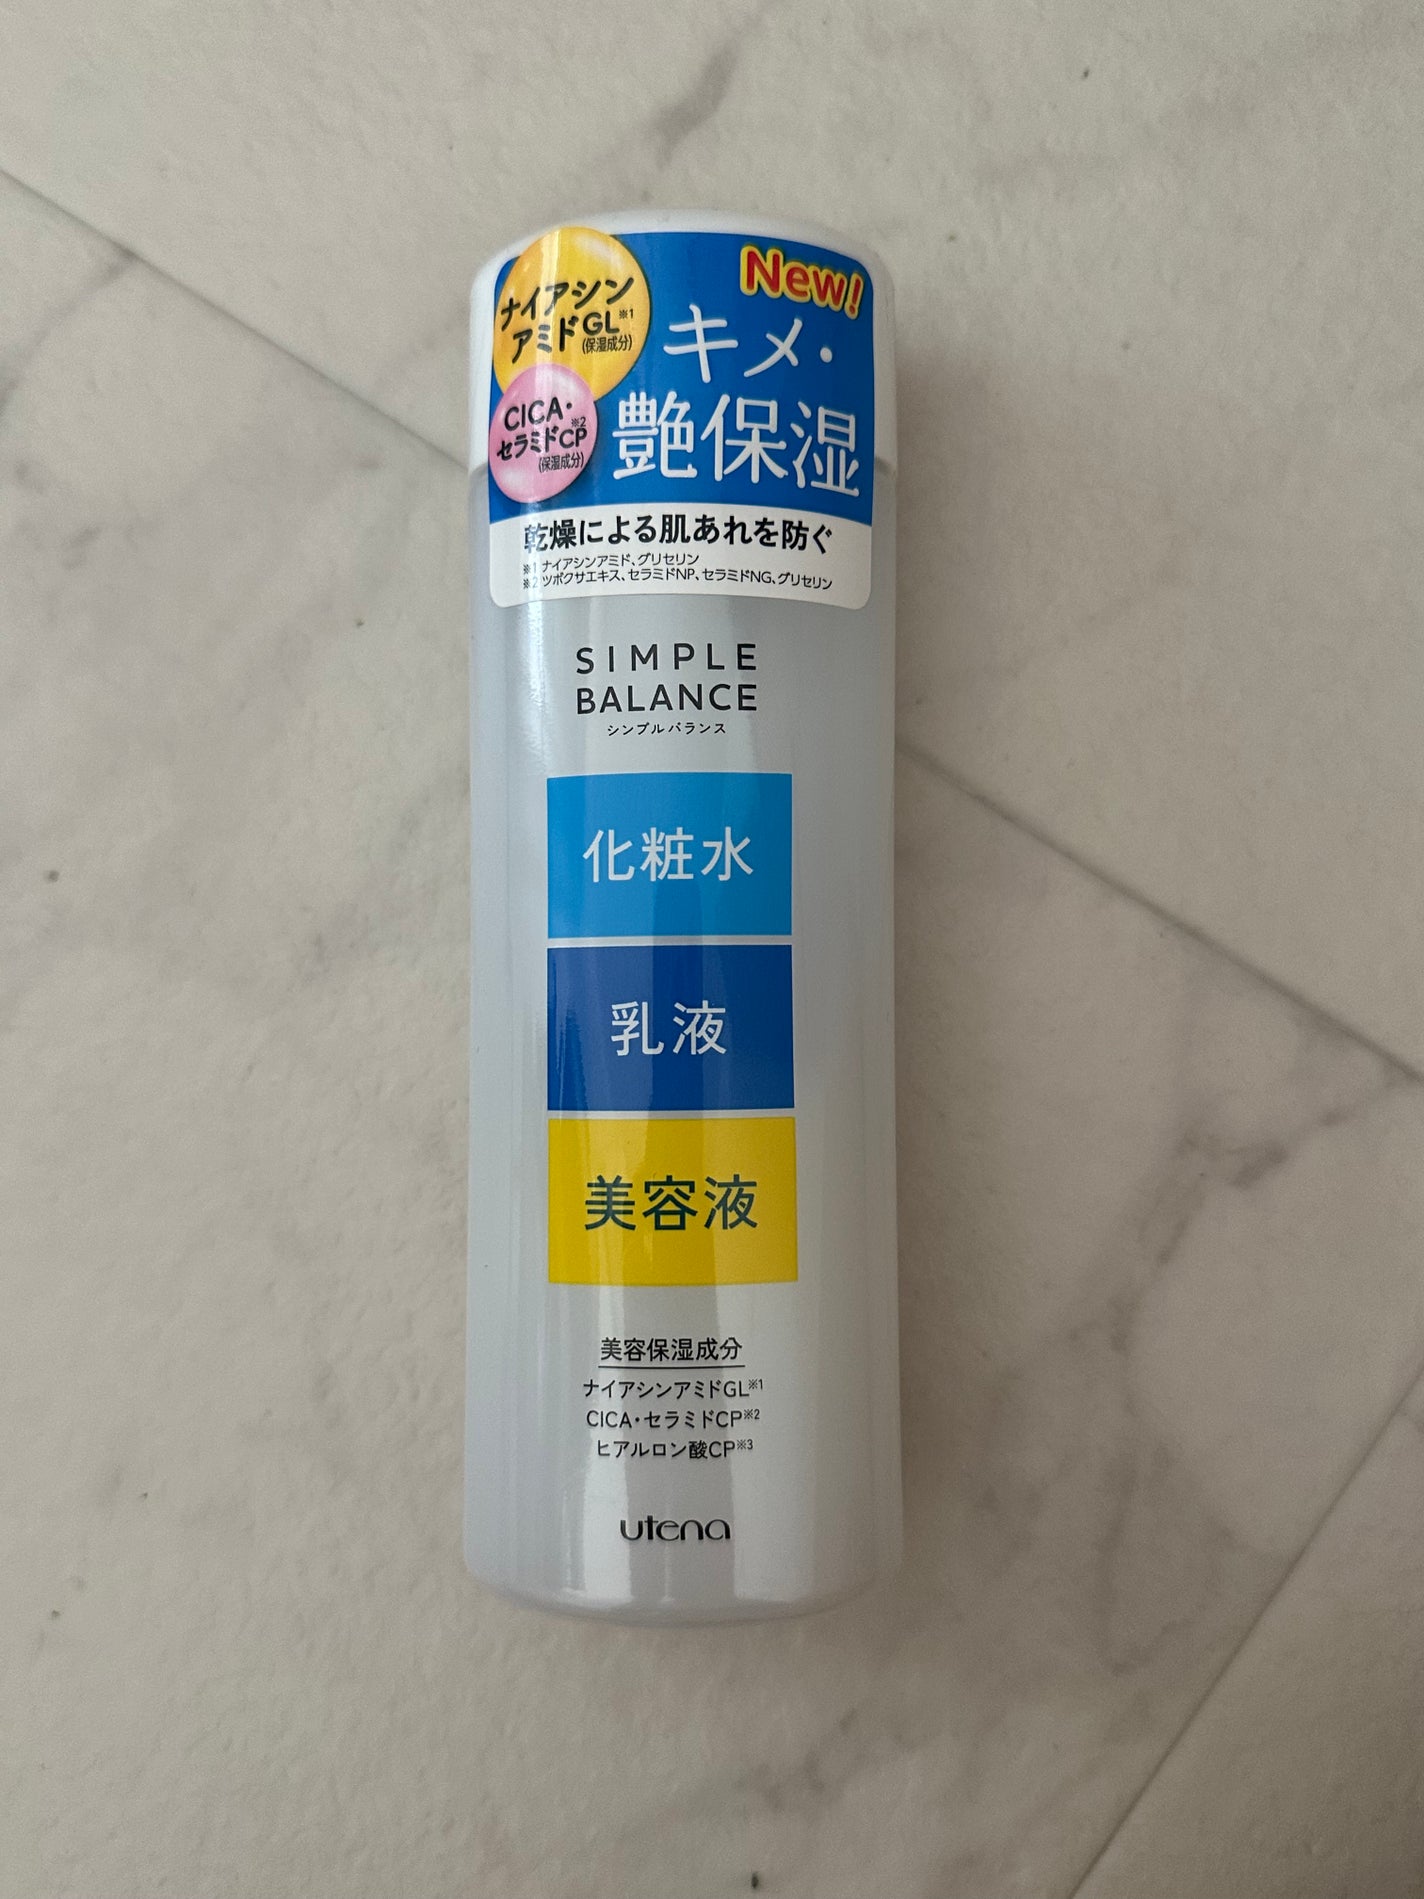 New!
ナイアシン
アミドGL※1
(保湿成分)
キメ・
艶保湿
CICA・
セラミドCP※2
(保湿成分)
乾燥による肌あれを防ぐ
※1 ナイアシンアミド、グリセリン
※2 ツボクサエキス、セラミドNP、セラミドNG、グリセリン
SIMPLE
BALANCE
シンプルバランス
化粧水
乳液
美容液
美容保湿成分
ナイアシンアミドGL※1
CICA・セラミドCP※2
ヒアルロン酸CP※3
utena